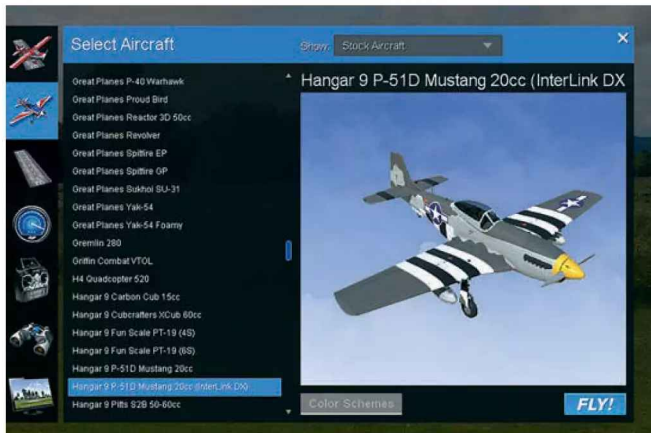 Select Aircraft
Show: Stock Aircraft
Great Planes P-40 Warhawk
Great Planes Proud Bird
Great Planes Reactor 3D 50cc
Great Planes Revolver
Great Planes Spitfire EP
Great Planes Spitfire GP
Great Planes Sukhoi SU-31
Great Planes Yak-54
Great Planes Yak-54 Foamy
Gremlin 280
Griffin Combat VTOL
H4 Quadcopter 520
Hangar 9 Carbon Cub 15cc
Hangar 9 Cubcrafters XCub 60cc
Hangar 9 Fun Scale PT-19 (4S)
Hangar 9 Fun Scale PT-19 (6S)
Hangar 9 P-51D Mustang 20cc
Hangar 9 P-51D Mustang 20cc (InterLink DX)
Hangar 9 Pitts S2B 50-60cc
Hangar 9 P-51D Mustang 20cc (InterLink DX
Color Schemes
FLY!